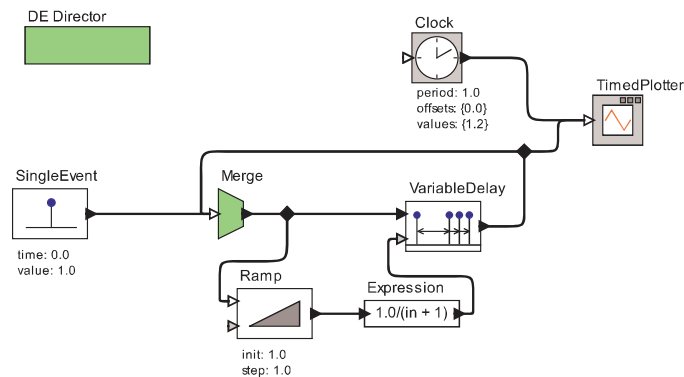 DE Director
Clock
period: 1.0
offsets: {0.0}
values: {1.2}
TimedPlotter
SingleEvent
time: 0.0
value: 1.0
Merge
VariableDelay
Ramp
init: 1.0
step: 1.0
Expression
1.0/(in + 1)